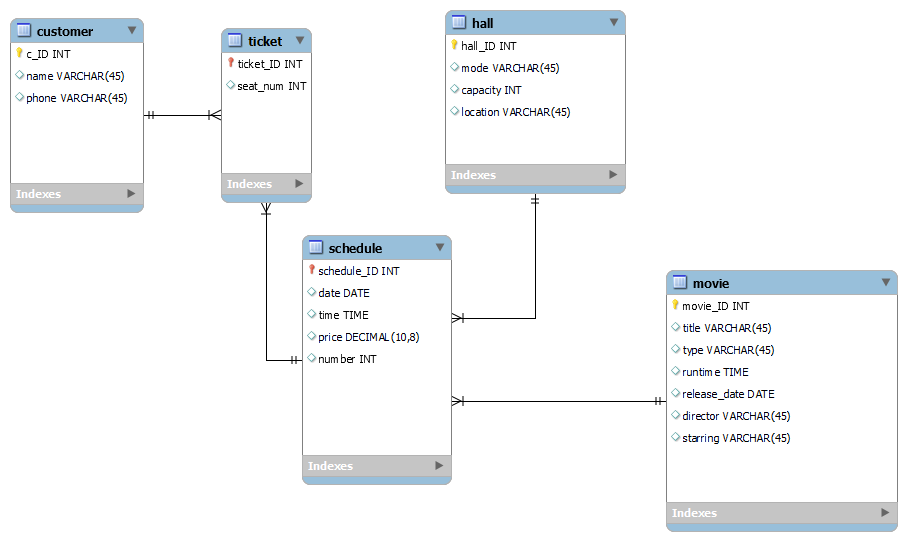 customer
c_ID INT
name VARCHAR(45)
phone VARCHAR(45)
Indexes
ticket
ticket_ID INT
seat_num INT
Indexes
hall
hall_ID INT
mode VARCHAR(45)
capacity INT
location VARCHAR(45)
Indexes
schedule
schedule_ID INT
date DATE
time TIME
price DECIMAL(10,8)
number INT
Indexes
movie
movie_ID INT
title VARCHAR(45)
type VARCHAR(45)
runtime TIME
release_date DATE
director VARCHAR(45)
starring VARCHAR(45)
Indexes